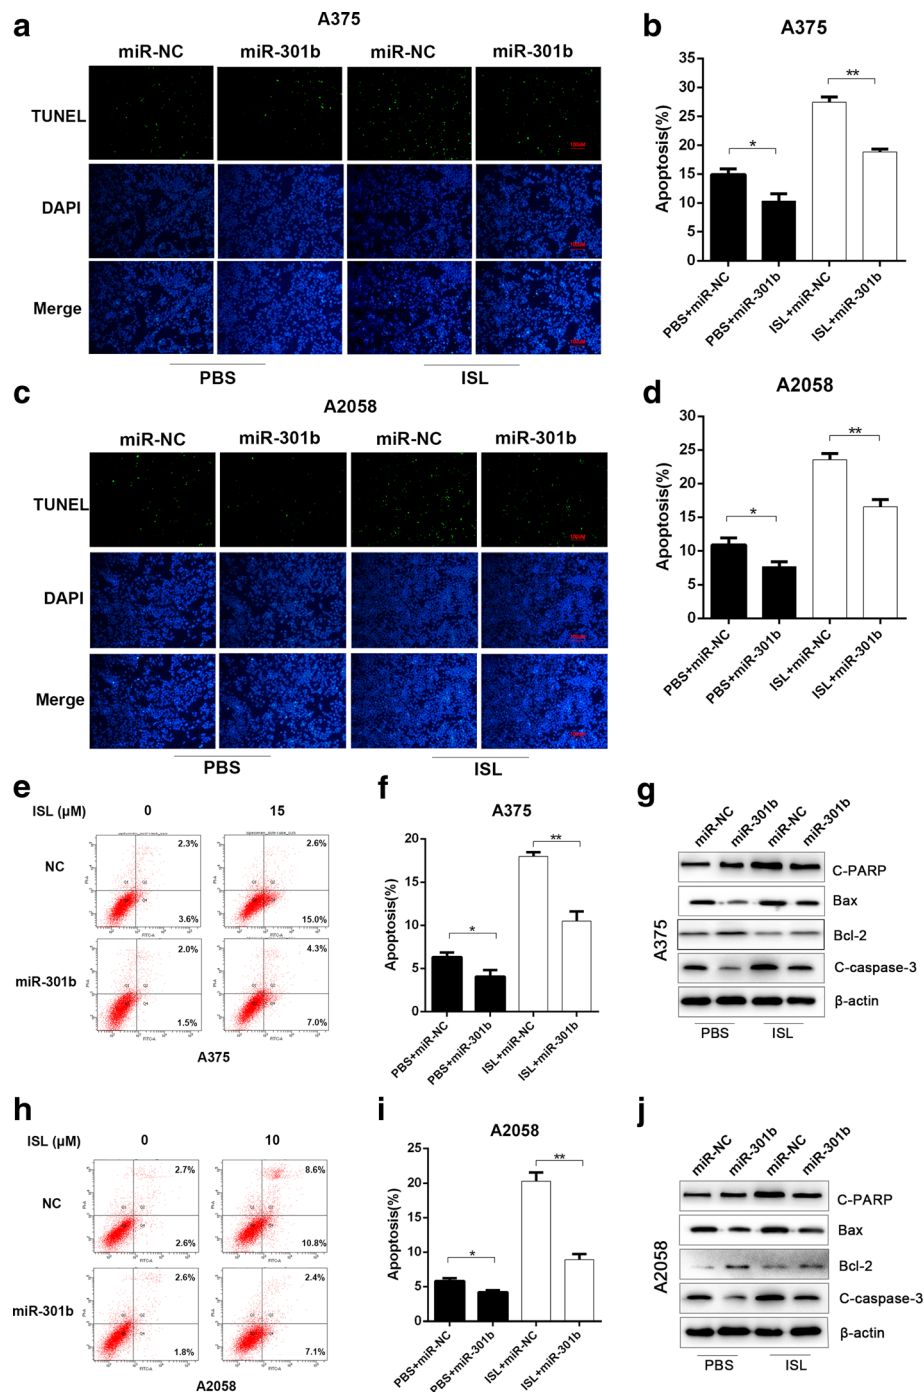 a
A375
miR-NC miR-301b miR-NC miR-301b
TUNEL
100uM
DAPI
100uM
Merge
100uM
PBS ISL
b
A375
Apoptosis(%)
35
30
25
20
15
10
5
0
*
**
PBS+miR-NC
PBS+miR-301b
ISL+miR-NC
ISL+miR-301b
c
A2058
miR-NC miR-301b miR-NC miR-301b
TUNEL
100uM
DAPI
100uM
Merge
100uM
PBS ISL
d
A2058
Apoptosis(%)
30
25
20
15
10
5
0
*
**
PBS+miR-NC
PBS+miR-301b
ISL+miR-NC
ISL+miR-301b
e
ISL (μM) 0 15
NC
2.3%
3.6%
2.6%
15.0%
miR-301b
2.0%
1.5%
4.3%
7.0%
FITC-A FITC-A
A375
f
A375
Apoptosis(%)
20
15
10
5
0
*
**
PBS+miR-NC
PBS+miR-301b
ISL+miR-NC
ISL+miR-301b
g
miR-NC miR-301b miR-NC miR-301b
C-PARP
Bax
Bcl-2
C-caspase-3
β-actin
A375
PBS ISL
h
ISL (μM) 0 10
NC
2.7%
2.6%
8.6%
10.8%
miR-301b
2.6%
1.8%
2.4%
7.1%
FITC-A FITC-A
A2058
i
A2058
Apoptosis(%)
25
20
15
10
5
0
*
**
PBS+miR-NC
PBS+miR-301b
ISL+miR-NC
ISL+miR-301b
j
miR-NC miR-301b miR-NC miR-301b
C-PARP
Bax
Bcl-2
C-caspase-3
β-actin
A2058
PBS ISL